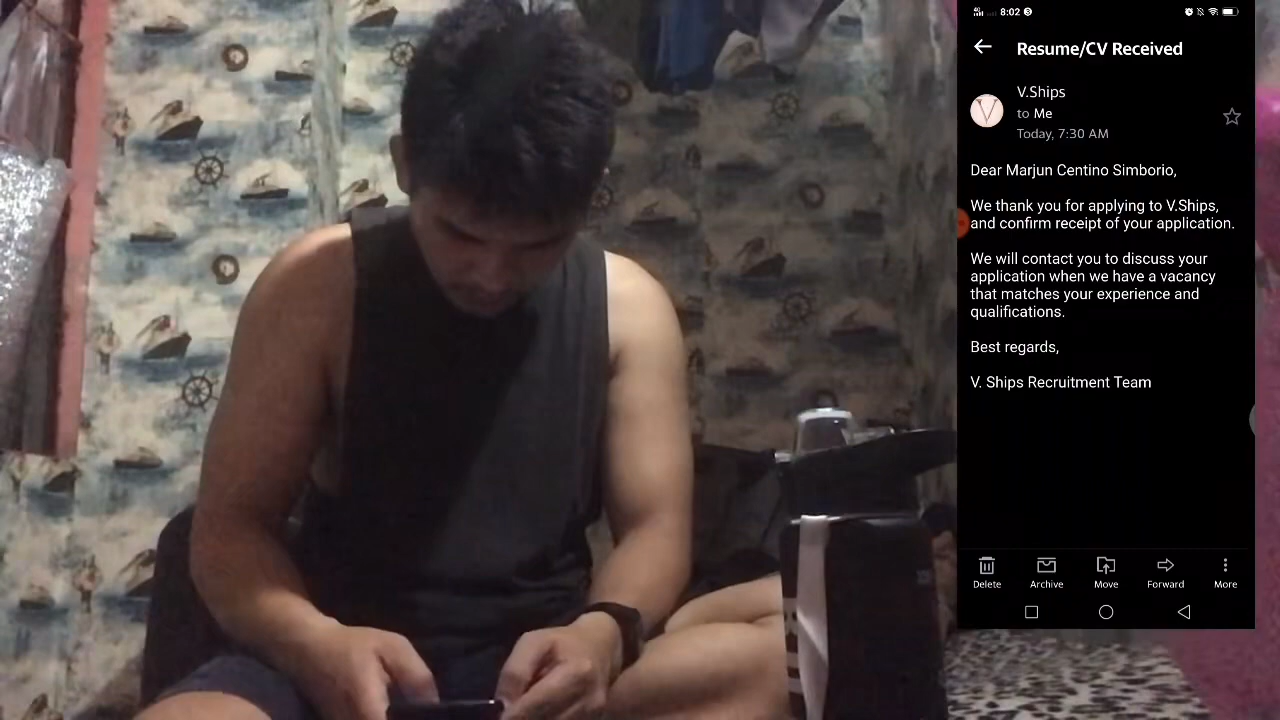 8:02
Resume/CV Received
V.Ships
to Me
Today, 7:30 AM
Dear Marjun Centino Simborio,
We thank you for applying to V.Ships,
and confirm receipt of your application.
We will contact you to discuss your
application when we have a vacancy
that matches your experience and
qualifications.
Best regards,
V. Ships Recruitment Team
Delete Archive Move Forward More